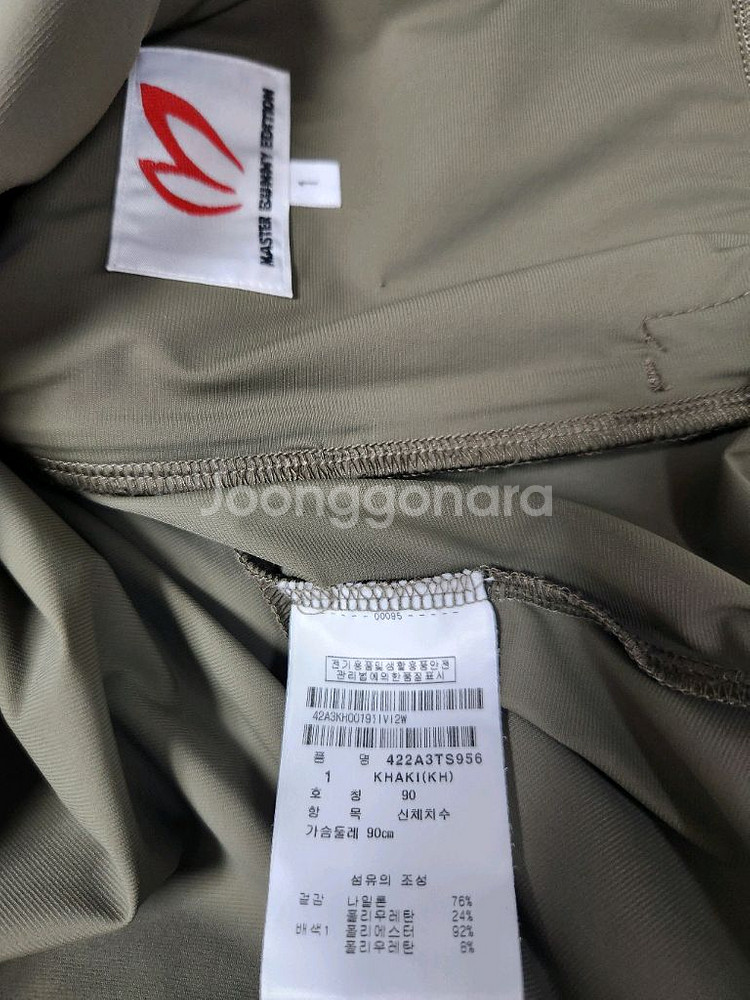 MASTER BUNNY EDITION
1
Joonggonara
00095
전기용품및생활용품안전
관리법에의한품질표시
42A3KH00191IVI2W
품 명 422A3TS956
1 KHAKI(KH)
호 칭 90
항 목 신체치수
가슴둘레 90cm
섬유의 조성
겉감 나일론 76%
폴리우레탄 24%
배색1 폴리에스터 92%
폴리우레탄 8%